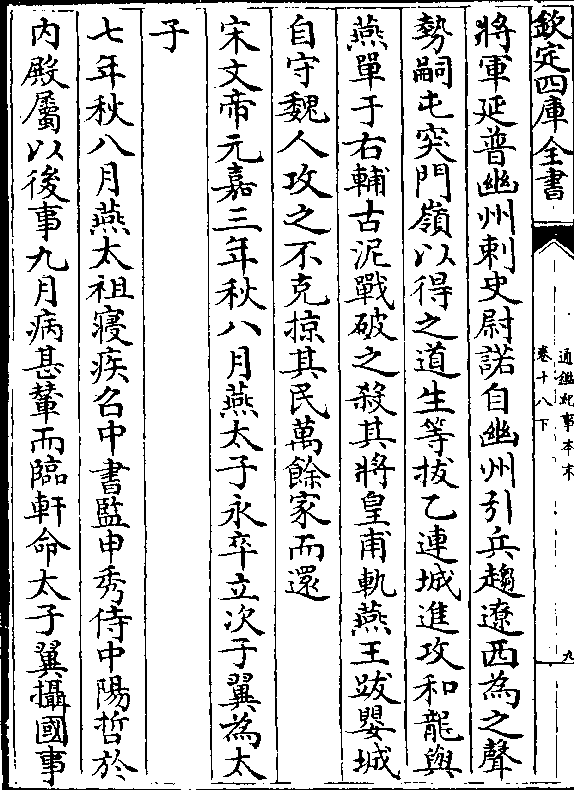 欽定四庫全書
通鑑紀事本末
卷十八下
九
將軍延普幽州刺史尉諾自幽州引兵趨遼西為之聲
勢嗣屯突門嶺以得之道生等拔乙連城進攻和龍與
燕單于右輔古泥戰破之殺其將皇甫軌燕王跋嬰城
自守魏人攻之不克掠其民萬餘家而還
宋文帝元嘉三年秋八月燕太子永卒立次子翼為太
子
七年秋八月燕太祖寢疾召中書監申秀侍中陽哲於
内殿屬以後事九月病甚輦而臨軒命太子翼攝國事